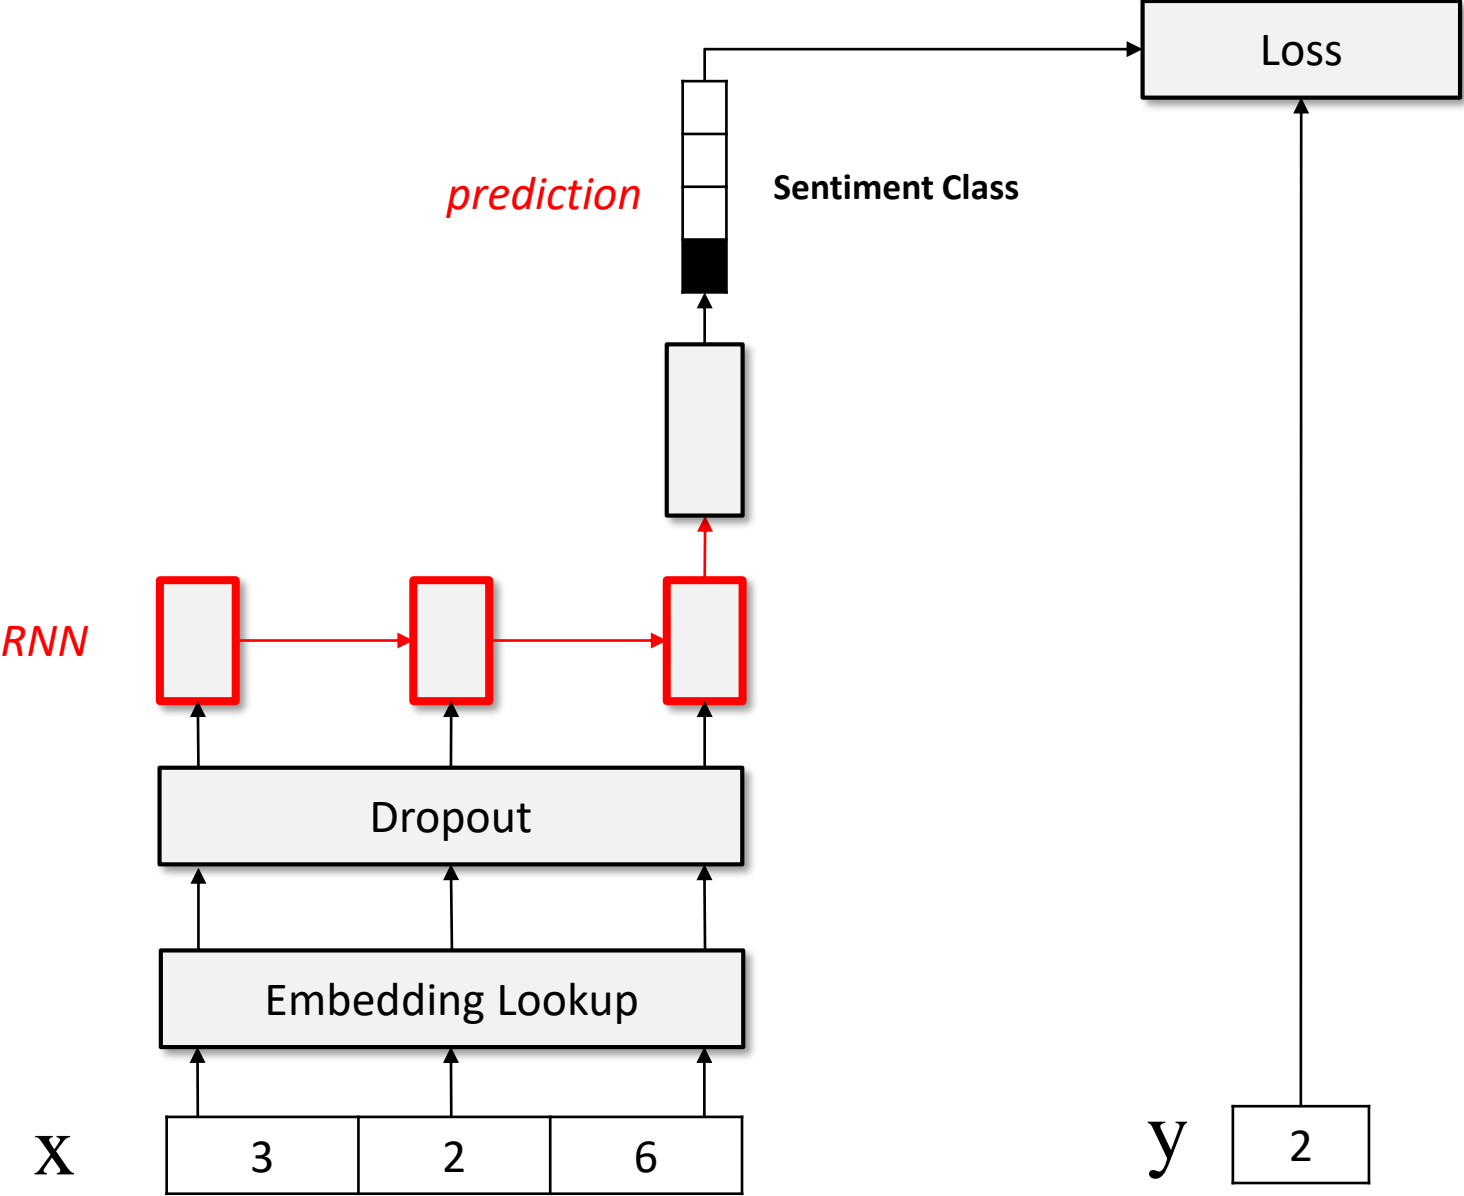 Loss
prediction
Sentiment Class
RNN
Dropout
Embedding Lookup
x 3 2 6
y 2